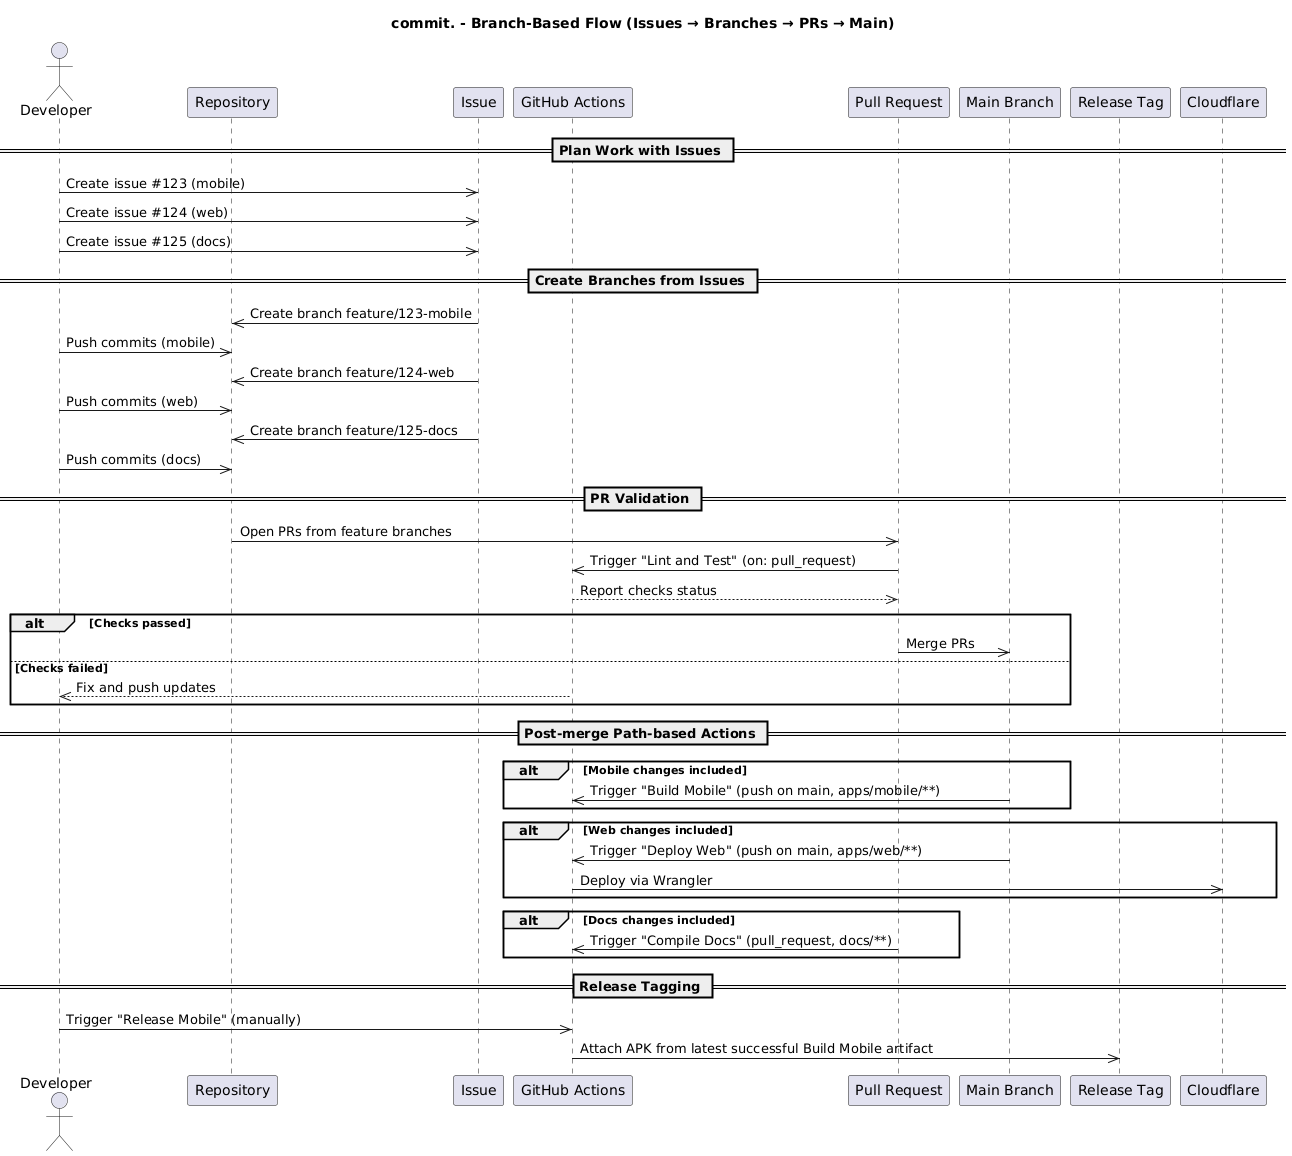 commit. - Branch-Based Flow (Issues → Branches → PRs → Main)
Developer
Repository
Issue
GitHub Actions
Pull Request
Main Branch
Release Tag
Cloudflare
Plan Work with Issues
Create issue #123 (mobile)
Create issue #124 (web)
Create issue #125 (docs)
Create Branches from Issues
Create branch feature/123-mobile
Push commits (mobile)
Create branch feature/124-web
Push commits (web)
Create branch feature/125-docs
Push commits (docs)
PR Validation
Open PRs from feature branches
Trigger "Lint and Test" (on: pull_request)
Report checks status
alt [Checks passed]
Merge PRs
[Checks failed]
Fix and push updates
Post-merge Path-based Actions
alt [Mobile changes included]
Trigger "Build Mobile" (push on main, apps/mobile/**)
alt [Web changes included]
Trigger "Deploy Web" (push on main, apps/web/**)
Deploy via Wrangler
alt [Docs changes included]
Trigger "Compile Docs" (pull_request, docs/**)
Release Tagging
Trigger "Release Mobile" (manually)
Attach APK from latest successful Build Mobile artifact
Developer
Repository
Issue
GitHub Actions
Pull Request
Main Branch
Release Tag
Cloudflare